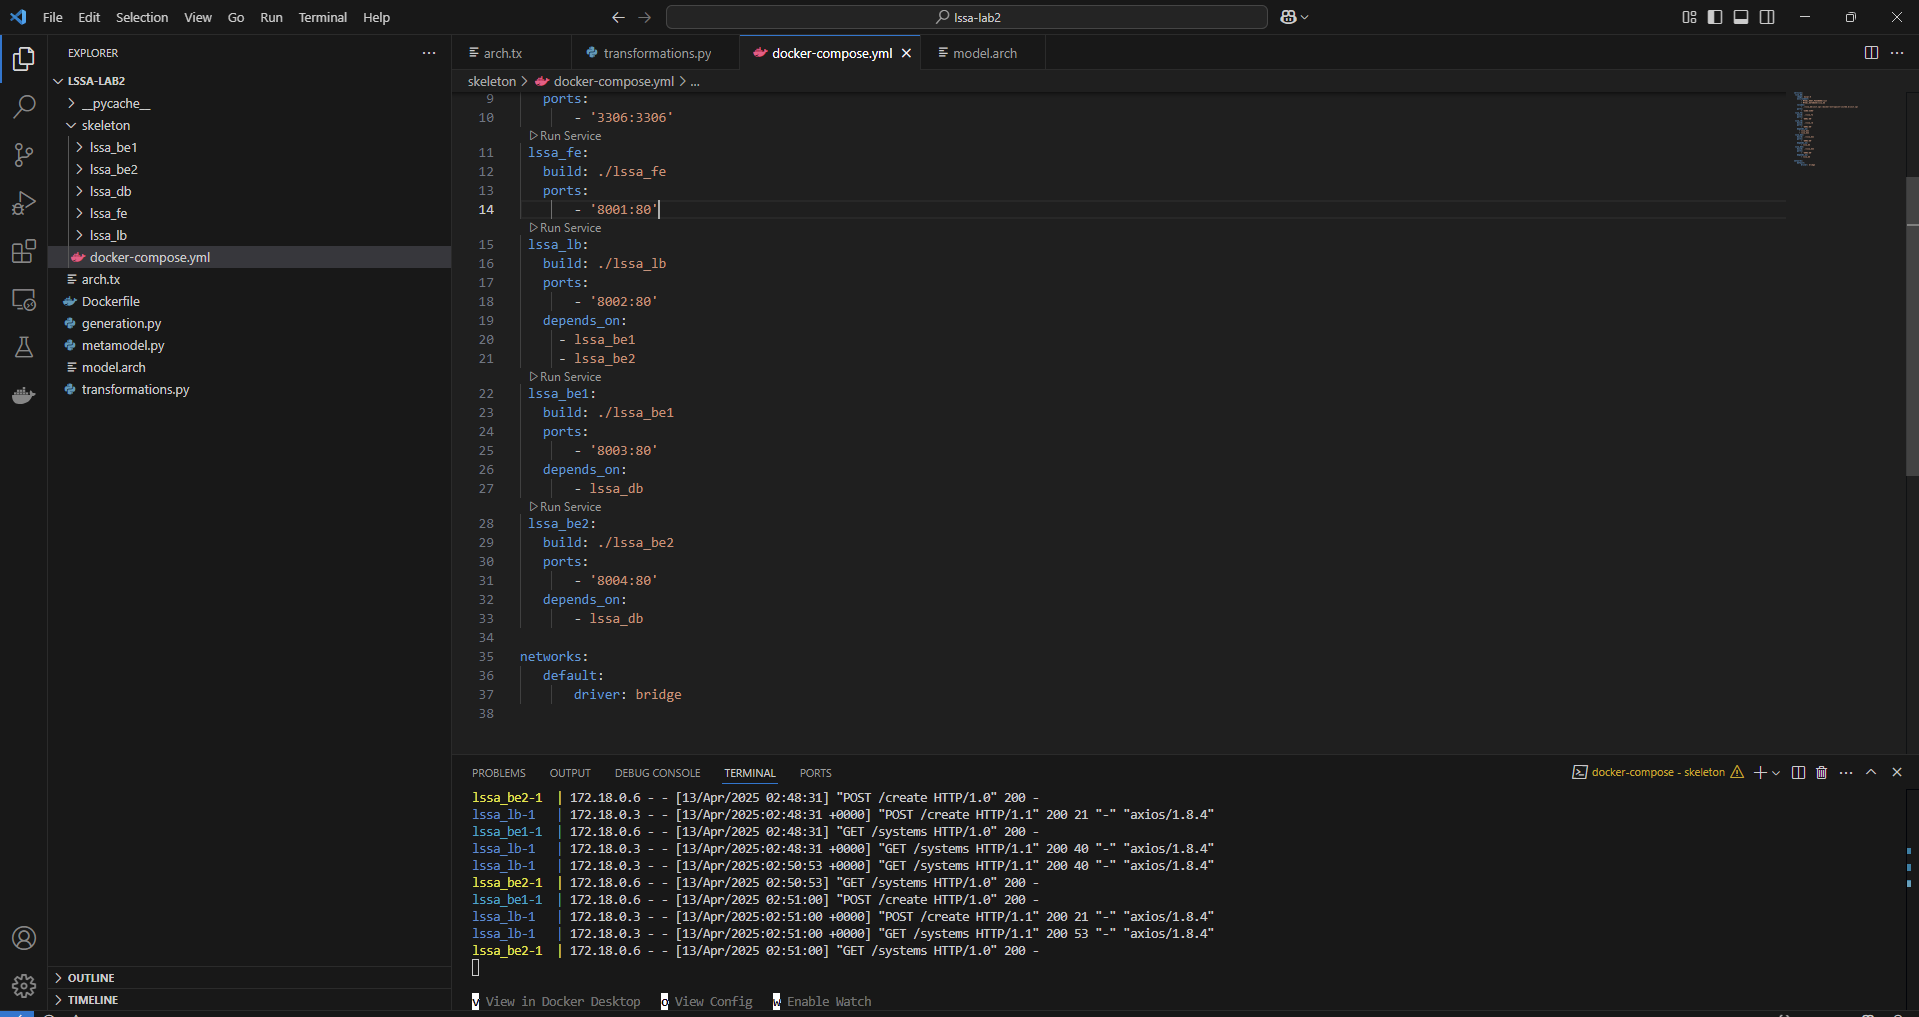 File Edit Selection View Go Run Terminal Help
lssa-lab2
EXPLORER
LSSA-LAB2
__pycache__
skeleton
lssa_be1
lssa_be2
lssa_db
lssa_fe
lssa_lb
docker-compose.yml
arch.tx
Dockerfile
generation.py
metamodel.py
model.arch
transformations.py
OUTLINE
TIMELINE
arch.tx transformations.py docker-compose.yml model.arch
skeleton > docker-compose.yml > ...
9 ports:
10 - '3306:3306'
Run Service
11 lssa_fe:
12 build: ./lssa_fe
13 ports:
14 - '8001:80'
Run Service
15 lssa_lb:
16 build: ./lssa_lb
17 ports:
18 - '8002:80'
19 depends_on:
20 - lssa_be1
21 - lssa_be2
Run Service
22 lssa_be1:
23 build: ./lssa_be1
24 ports:
25 - '8003:80'
26 depends_on:
27 - lssa_db
Run Service
28 lssa_be2:
29 build: ./lssa_be2
30 ports:
31 - '8004:80'
32 depends_on:
33 - lssa_db
34
35 networks:
36 default:
37 driver: bridge
38
PROBLEMS OUTPUT DEBUG CONSOLE TERMINAL PORTS
docker-compose - skeleton
lssa_be2-1 | 172.18.0.6 - - [13/Apr/2025 02:48:31] "POST /create HTTP/1.0" 200 -
lssa_lb-1 | 172.18.0.3 - - [13/Apr/2025:02:48:31 +0000] "POST /create HTTP/1.1" 200 21 "-" "axios/1.8.4"
lssa_be1-1 | 172.18.0.6 - - [13/Apr/2025 02:48:31] "GET /systems HTTP/1.0" 200 -
lssa_lb-1 | 172.18.0.3 - - [13/Apr/2025:02:48:31 +0000] "GET /systems HTTP/1.1" 200 40 "-" "axios/1.8.4"
lssa_lb-1 | 172.18.0.3 - - [13/Apr/2025:02:50:53 +0000] "GET /systems HTTP/1.1" 200 40 "-" "axios/1.8.4"
lssa_be2-1 | 172.18.0.6 - - [13/Apr/2025 02:50:53] "GET /systems HTTP/1.0" 200 -
lssa_be1-1 | 172.18.0.6 - - [13/Apr/2025 02:51:00] "POST /create HTTP/1.0" 200 -
lssa_lb-1 | 172.18.0.3 - - [13/Apr/2025:02:51:00 +0000] "POST /create HTTP/1.1" 200 21 "-" "axios/1.8.4"
lssa_lb-1 | 172.18.0.3 - - [13/Apr/2025:02:51:00 +0000] "GET /systems HTTP/1.1" 200 53 "-" "axios/1.8.4"
lssa_be2-1 | 172.18.0.6 - - [13/Apr/2025 02:51:00] "GET /systems HTTP/1.0" 200 -
v View in Docker Desktop o View Config w Enable Watch